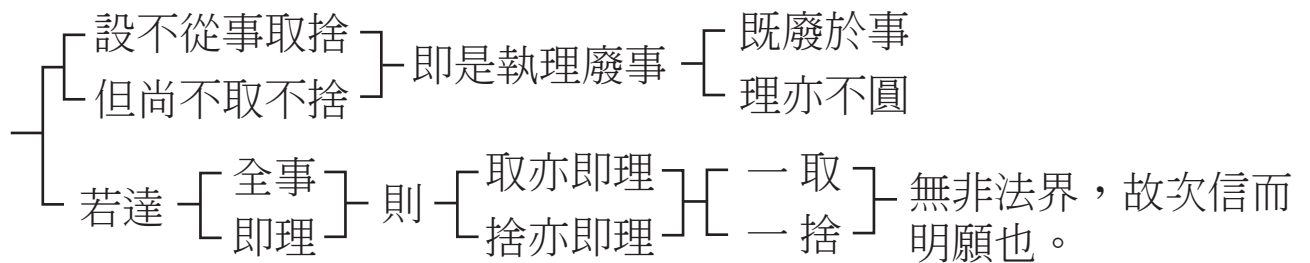 設不從事取捨
但尚不取不捨
即是執理廢事
既廢於事
理亦不圓
若達
全事
即理
則
取亦即理
捨亦即理
一取
一捨
無非法界，故次信而
明願也。